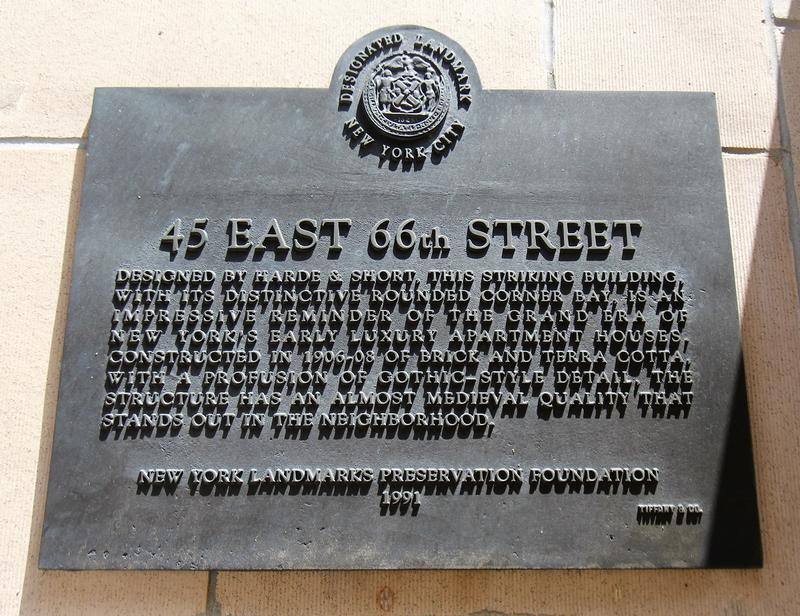 DESIGNATED LANDMARK
NEW YORK CITY
45 EAST 66th STREET
DESIGNED BY HARDE & SHORT, THIS STRIKING BUILDING,
WITH ITS DISTINCTIVE ROUNDED CORNER BAY, IS AN
IMPRESSIVE REMINDER OF THE GRAND ERA OF
NEW YORK'S EARLY LUXURY APARTMENT HOUSES.
CONSTRUCTED IN 1906-08 OF BRICK AND TERRA COTTA,
WITH A PROFUSION OF GOTHIC-STYLE DETAIL, THE
STRUCTURE HAS AN ALMOST MEDIEVAL QUALITY THAT
STANDS OUT IN THE NEIGHBORHOOD.
NEW YORK LANDMARKS PRESERVATION FOUNDATION
1991
TIFFANY & CO.